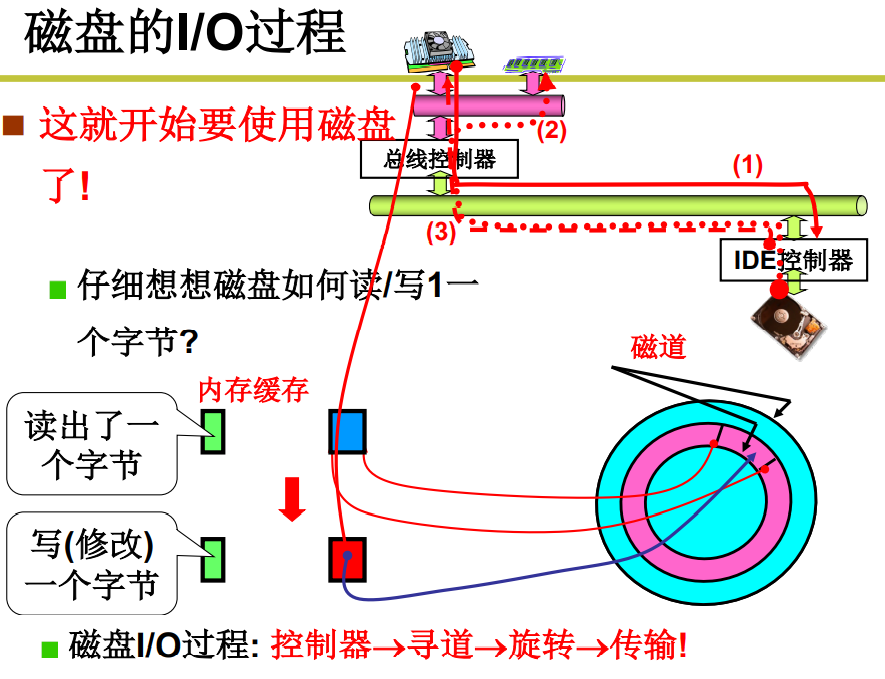 磁盘的I/O过程
■ 这就开始要使用磁盘
了!
(2)
总线控制器
(1)
(3)
IDE控制器
■ 仔细想想磁盘如何读/写1一
个字节?
磁道
内存缓存
读出了一
个字节
写(修改)
一个字节
■ 磁盘I/O过程: 控制器→寻道→旋转→传输!